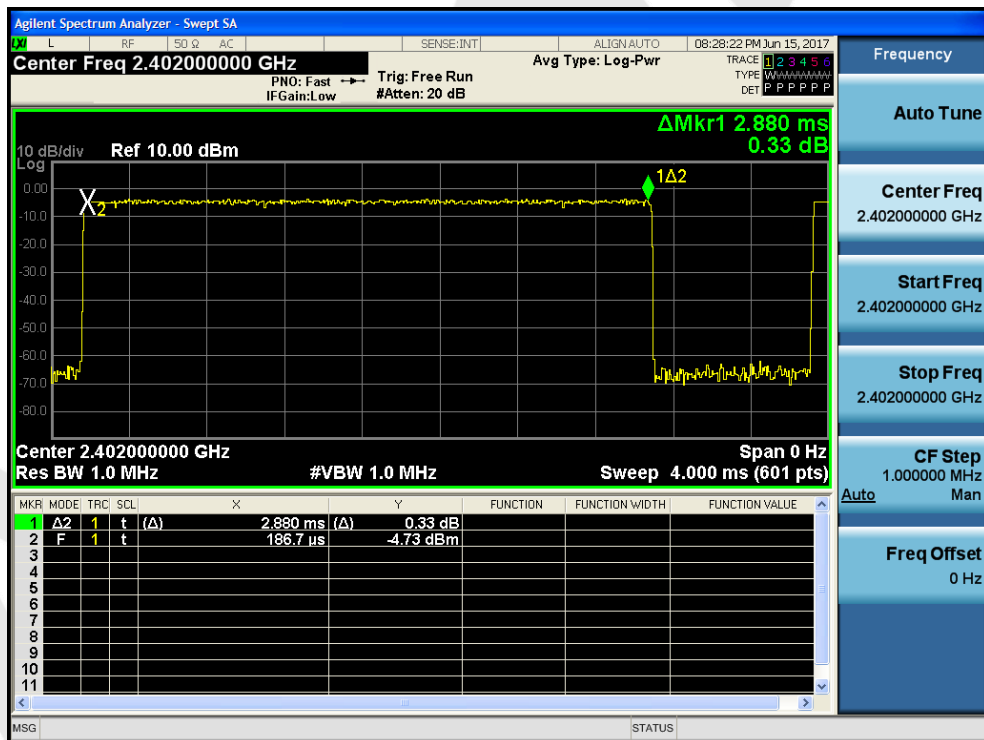 Agilent Spectrum Analyzer - Swept SA
LXI L RF 50 Ω AC SENSE:INT ALIGN AUTO 08:28:22 PM Jun 15, 2017
Center Freq 2.402000000 GHz
PNO: Fast
IFGain:Low
Trig: Free Run
#Atten: 20 dB
Avg Type: Log-Pwr
TRACE 1 2 3 4 5 6
TYPE W
DET P P P P P P
ΔMkr1 2.880 ms
0.33 dB
10 dB/div Ref 10.00 dBm
Log
0.00
-10.0
-20.0
-30.0
-40.0
-50.0
-60.0
-70.0
-80.0
X2
1Δ2
Center 2.402000000 GHz Span 0 Hz
Res BW 1.0 MHz #VBW 1.0 MHz Sweep 4.000 ms (601 pts)
MKR MODE TRC SCL X Y FUNCTION FUNCTION WIDTH FUNCTION VALUE
1 Δ2 1 t (Δ) 2.880 ms (Δ) 0.33 dB
2 F 1 t 186.7 µs -4.73 dBm
3
4
5
6
7
8
9
10
11
MSG STATUS
Frequency
Auto Tune
Center Freq
2.402000000 GHz
Start Freq
2.402000000 GHz
Stop Freq
2.402000000 GHz
CF Step
1.000000 MHz
Auto Man
Freq Offset
0 Hz